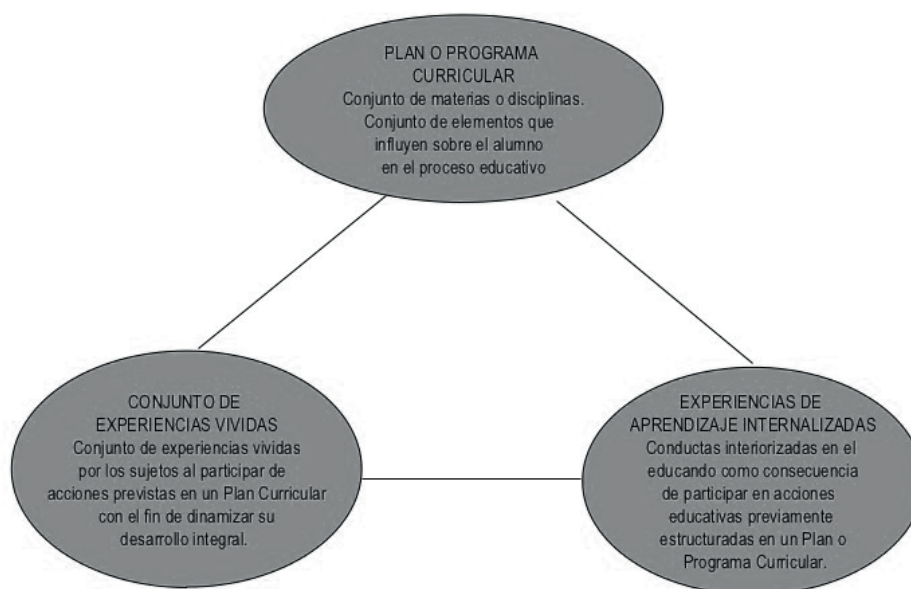 PLAN O PROGRAMA
CURRICULAR
Conjunto de materias o disciplinas.
Conjunto de elementos que
influyen sobre el alumno
en el proceso educativo
CONJUNTO DE
EXPERIENCIAS VIVIDAS
Conjunto de experiencias vividas
por los sujetos al participar de
acciones previstas en un Plan Curricular
con el fin de dinamizar su
desarrollo integral.
EXPERIENCIAS DE
APRENDIZAJE INTERNALIZADAS
Conductas interiorizadas en el
educando como consecuencia
de participar en acciones
educativas previamente
estructuradas en un Plan o
Programa Curricular.